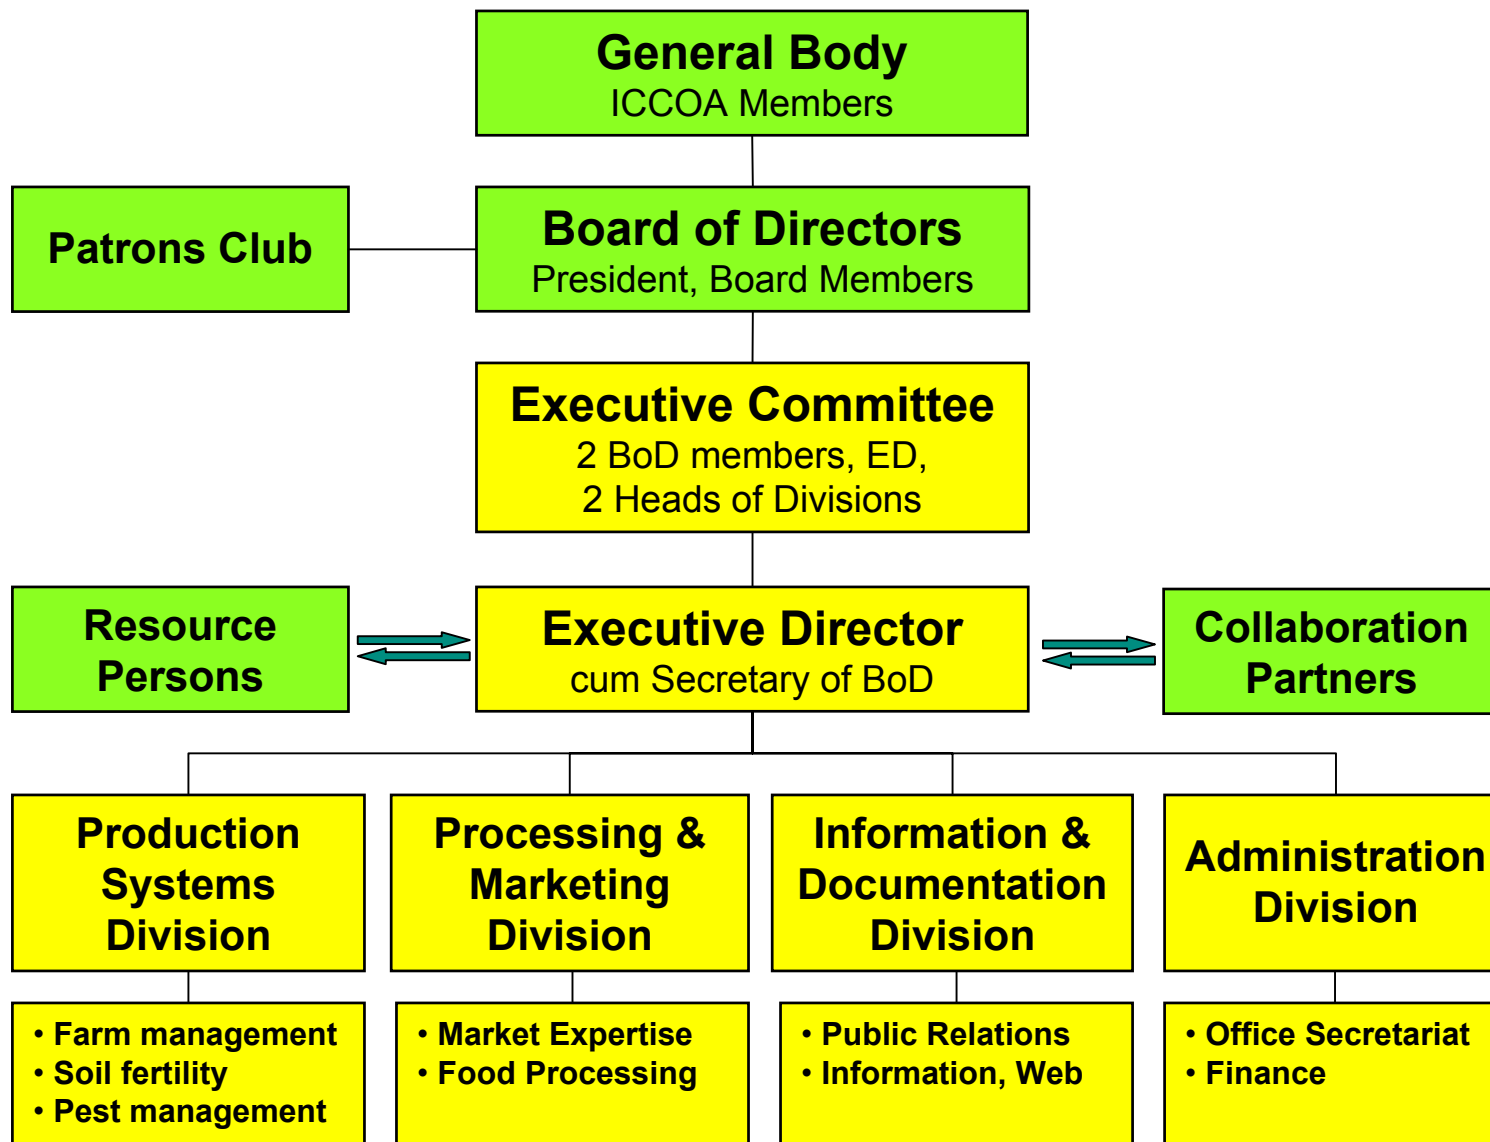 General Body
ICCOA Members
Patrons Club
Board of Directors
President, Board Members
Executive Committee
2 BoD members, ED,
2 Heads of Divisions
Resource
Persons
Executive Director
cum Secretary of BoD
Collaboration
Partners
Production
Systems
Division
Processing &
Marketing
Division
Information &
Documentation
Division
Administration
Division
• Farm management
• Soil fertility
• Pest management
• Market Expertise
• Food Processing
• Public Relations
• Information, Web
• Office Secretariat
• Finance